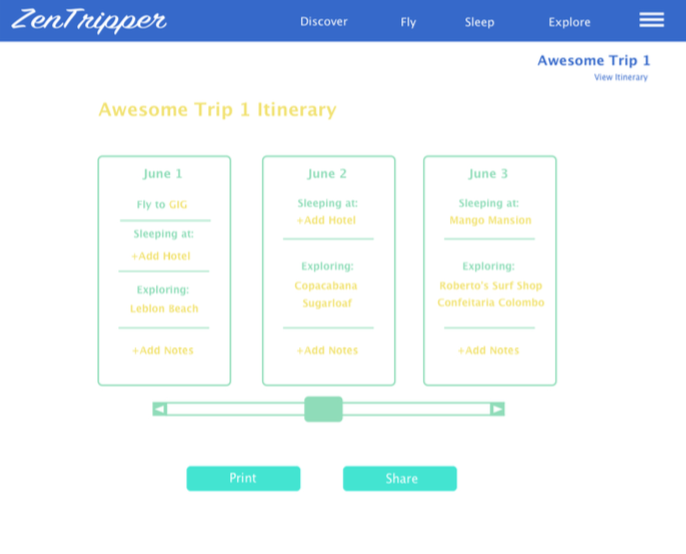 ZenTripper
Discover
Fly
Sleep
Explore
Awesome Trip 1
View Itinerary
Awesome Trip 1 Itinerary
June 1
Fly to GIG
Sleeping at:
+Add Hotel
Exploring:
Leblon Beach
+Add Notes
June 2
Sleeping at:
+Add Hotel
Exploring:
Copacabana
Sugarloaf
+Add Notes
June 3
Sleeping at:
Mango Mansion
Exploring:
Roberto's Surf Shop
Confeitaria Colombo
+Add Notes
Print
Share